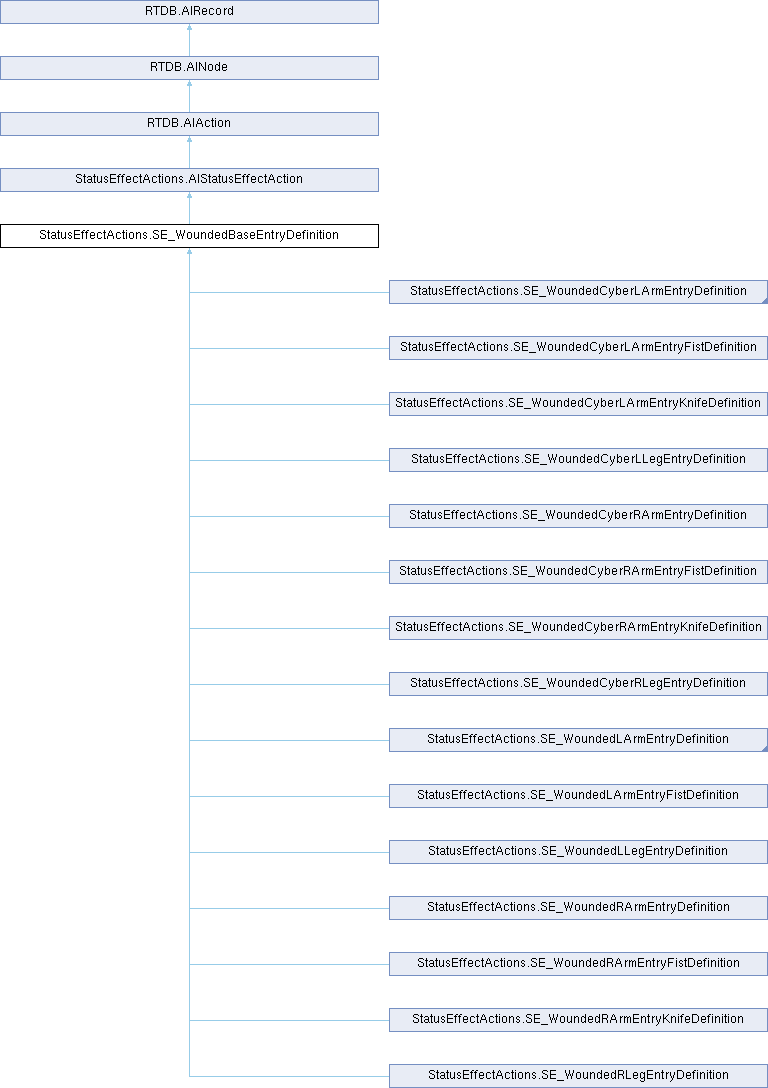 RTDB.AIRecord
RTDB.AINode
RTDB.AIAction
StatusEffectActions.AIStatusEffectAction
StatusEffectActions.SE_WoundedBaseEntryDefinition
StatusEffectActions.SE_WoundedCyberLArmEntryDefinition
StatusEffectActions.SE_WoundedCyberLArmEntryFistDefinition
StatusEffectActions.SE_WoundedCyberLArmEntryKnifeDefinition
StatusEffectActions.SE_WoundedCyberLLegEntryDefinition
StatusEffectActions.SE_WoundedCyberRArmEntryDefinition
StatusEffectActions.SE_WoundedCyberRArmEntryFistDefinition
StatusEffectActions.SE_WoundedCyberRArmEntryKnifeDefinition
StatusEffectActions.SE_WoundedCyberRLegEntryDefinition
StatusEffectActions.SE_WoundedLArmEntryDefinition
StatusEffectActions.SE_WoundedLArmEntryFistDefinition
StatusEffectActions.SE_WoundedLLegEntryDefinition
StatusEffectActions.SE_WoundedRArmEntryDefinition
StatusEffectActions.SE_WoundedRArmEntryFistDefinition
StatusEffectActions.SE_WoundedRArmEntryKnifeDefinition
StatusEffectActions.SE_WoundedRLegEntryDefinition